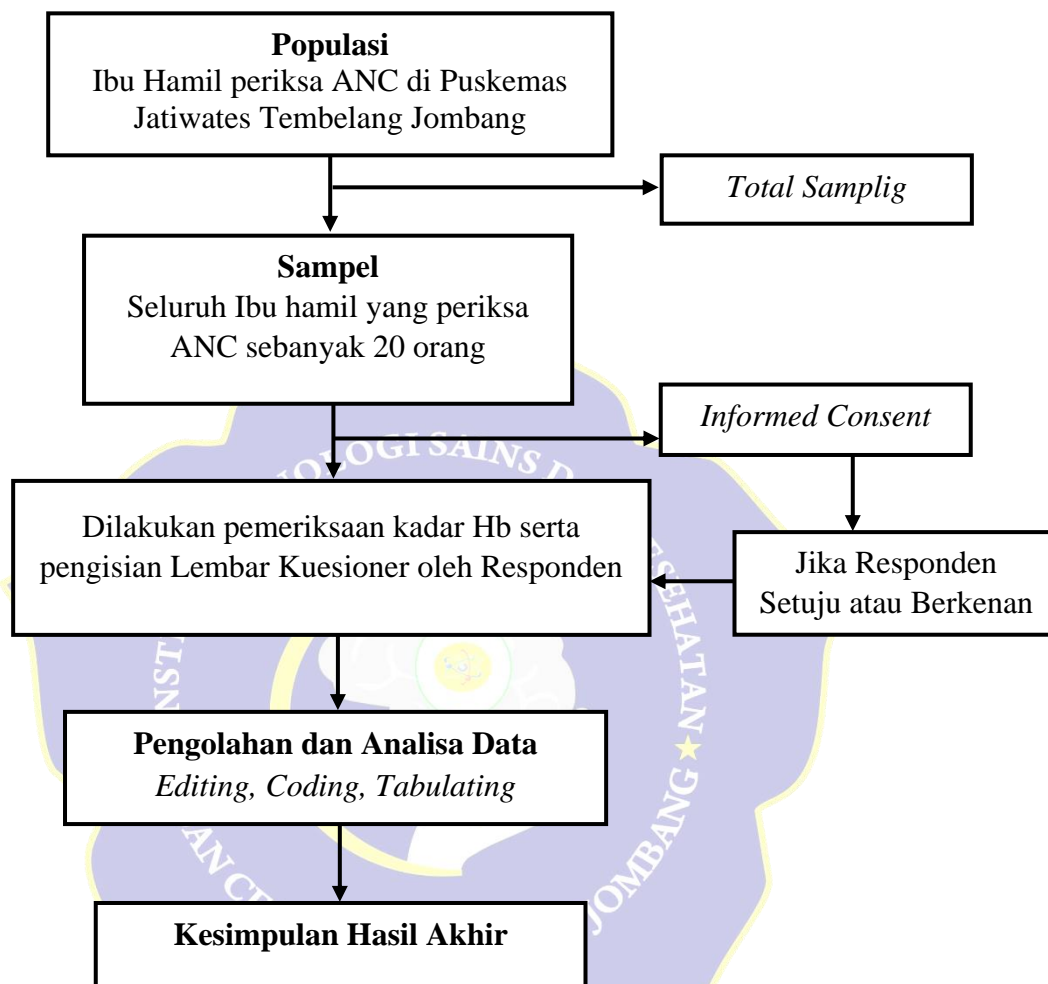 Populasi
Ibu Hamil periksa ANC di Puskemas
Jatiwates Tembelang Jombang
Total Samplig
Sampel
Seluruh Ibu hamil yang periksa
ANC sebanyak 20 orang
Informed Consent
Dilakukan pemeriksaan kadar Hb serta
pengisian Lembar Kuesioner oleh Responden
Jika Responden
Setuju atau Berkenan
Pengolahan dan Analisa Data
Editing, Coding, Tabulating
Kesimpulan Hasil Akhir
SAINS
JOMBANG